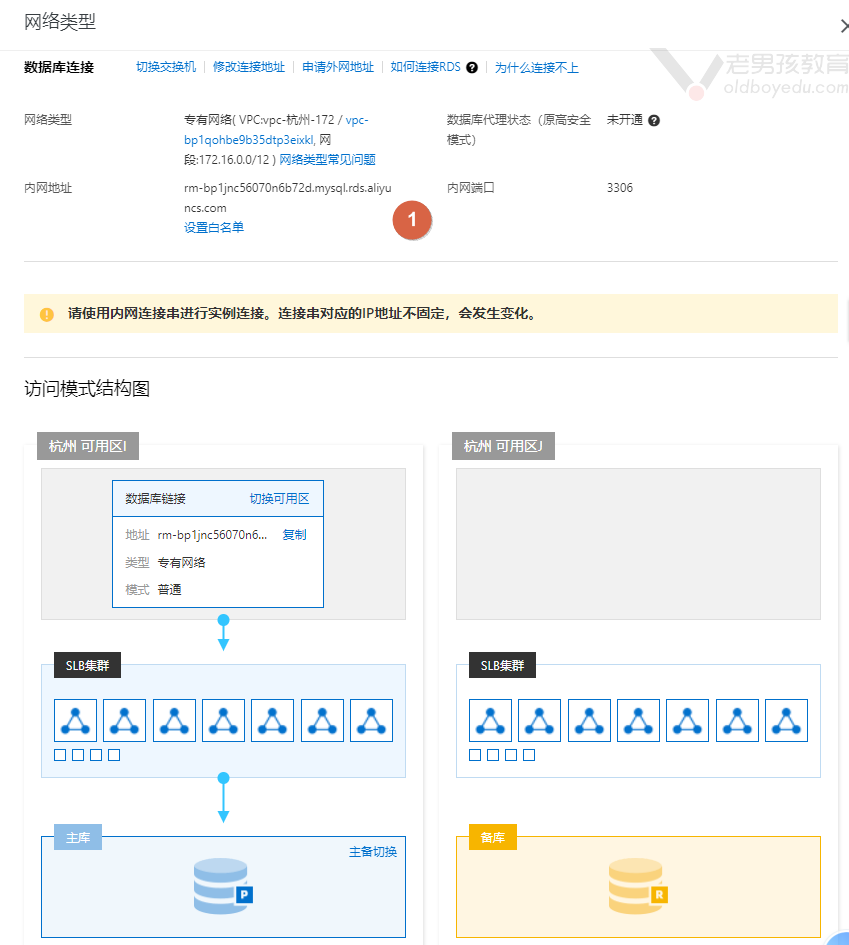 网络类型
老男孩教育
oldboyedu.com
数据库连接 切换交换机 修改连接地址 申请外网地址 如何连接RDS ? 为什么连接不上
网络类型 专有网络( VPC:vpc-杭州-172 / vpc- 数据库代理状态（原高安全 未开通 ?
bp1qohbe9b35dtp3eixkl, 网 模式）
段:172.16.0.0/12 ) 网络类型常见问题
内网地址 rm-bp1jnc56070n6b72d.mysql.rds.aliyu 内网端口 3306
ncs.com
设置白名单
1
! 请使用内网连接串进行实例连接。连接串对应的IP地址不固定，会发生变化。
访问模式结构图
杭州 可用区I 杭州 可用区J
数据库链接 切换可用区
地址 rm-bp1jnc56070n6... 复制
类型 专有网络
模式 普通
SLB集群 SLB集群
主库 备库
主备切换
P R